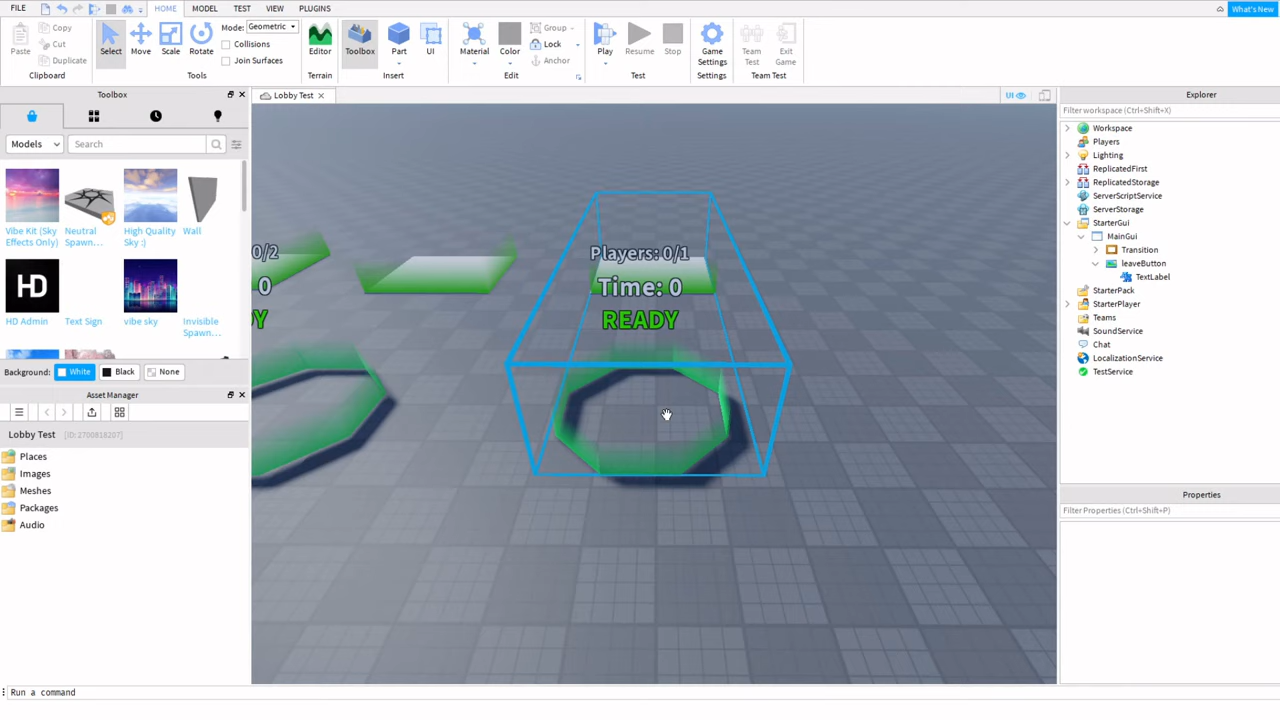 FILE HOME MODEL TEST VIEW PLUGINS What's New
Copy
Cut
Duplicate
Paste
Clipboard
Select Move Scale Rotate
Mode: Geometric
Collisions
Join Surfaces
Tools
Editor
Terrain
Toolbox Part UI
Insert
Material Color
Group
Lock
Anchor
Edit
Play Resume Stop
Test
Game Settings
Settings
Team Test
Exit Game
Team Test
Toolbox
Models Search
Vibe Kit (Sky Effects Only)
Neutral Spawn...
High Quality Sky :)
Wall
HD Admin
Text Sign
vibe sky
Invisible Spawn...
Background: White Black None
Asset Manager
Lobby Test [ID:2700818207]
Places
Images
Meshes
Packages
Audio
Lobby Test
UI
0/2
0
Y
Players: 0/1
Time: 0
READY
Explorer
Filter workspace (Ctrl+Shift+X)
Workspace
Players
Lighting
ReplicatedFirst
ReplicatedStorage
ServerScriptService
ServerStorage
StarterGui
MainGui
Transition
leaveButton
TextLabel
StarterPack
StarterPlayer
Teams
SoundService
Chat
LocalizationService
TestService
Properties
Filter Properties (Ctrl+Shift+P)
Run a command